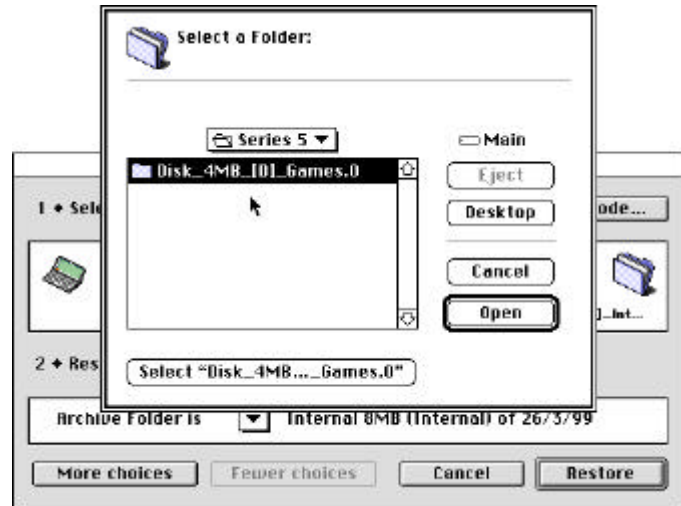 Select a Folder:
Series 5
Main
Disk_4MB_[D]_Games.0
Eject
Desktop
Cancel
Open
Select “Disk_4MB..._Games.0”
1 • Sele
ode...
]_Int...
2 • Res
Archive Folder is
Internal 8MB (Internal) of 26/3/99
More choices
Fewer choices
Cancel
Restore